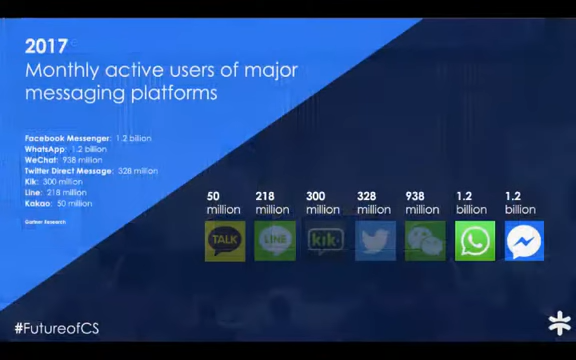 2017
Monthly active users of major
messaging platforms
Facebook Messenger: 1.2 billion
WhatsApp: 1.2 billion
WeChat: 938 million
Twitter Direct Message: 328 million
Kik: 300 million
Line: 218 million
Kakao: 50 million
Gartner Research
50 218 300 328 938 1.2 1.2
million million million million million billion billion
TALK LINE kik
#FutureofCS